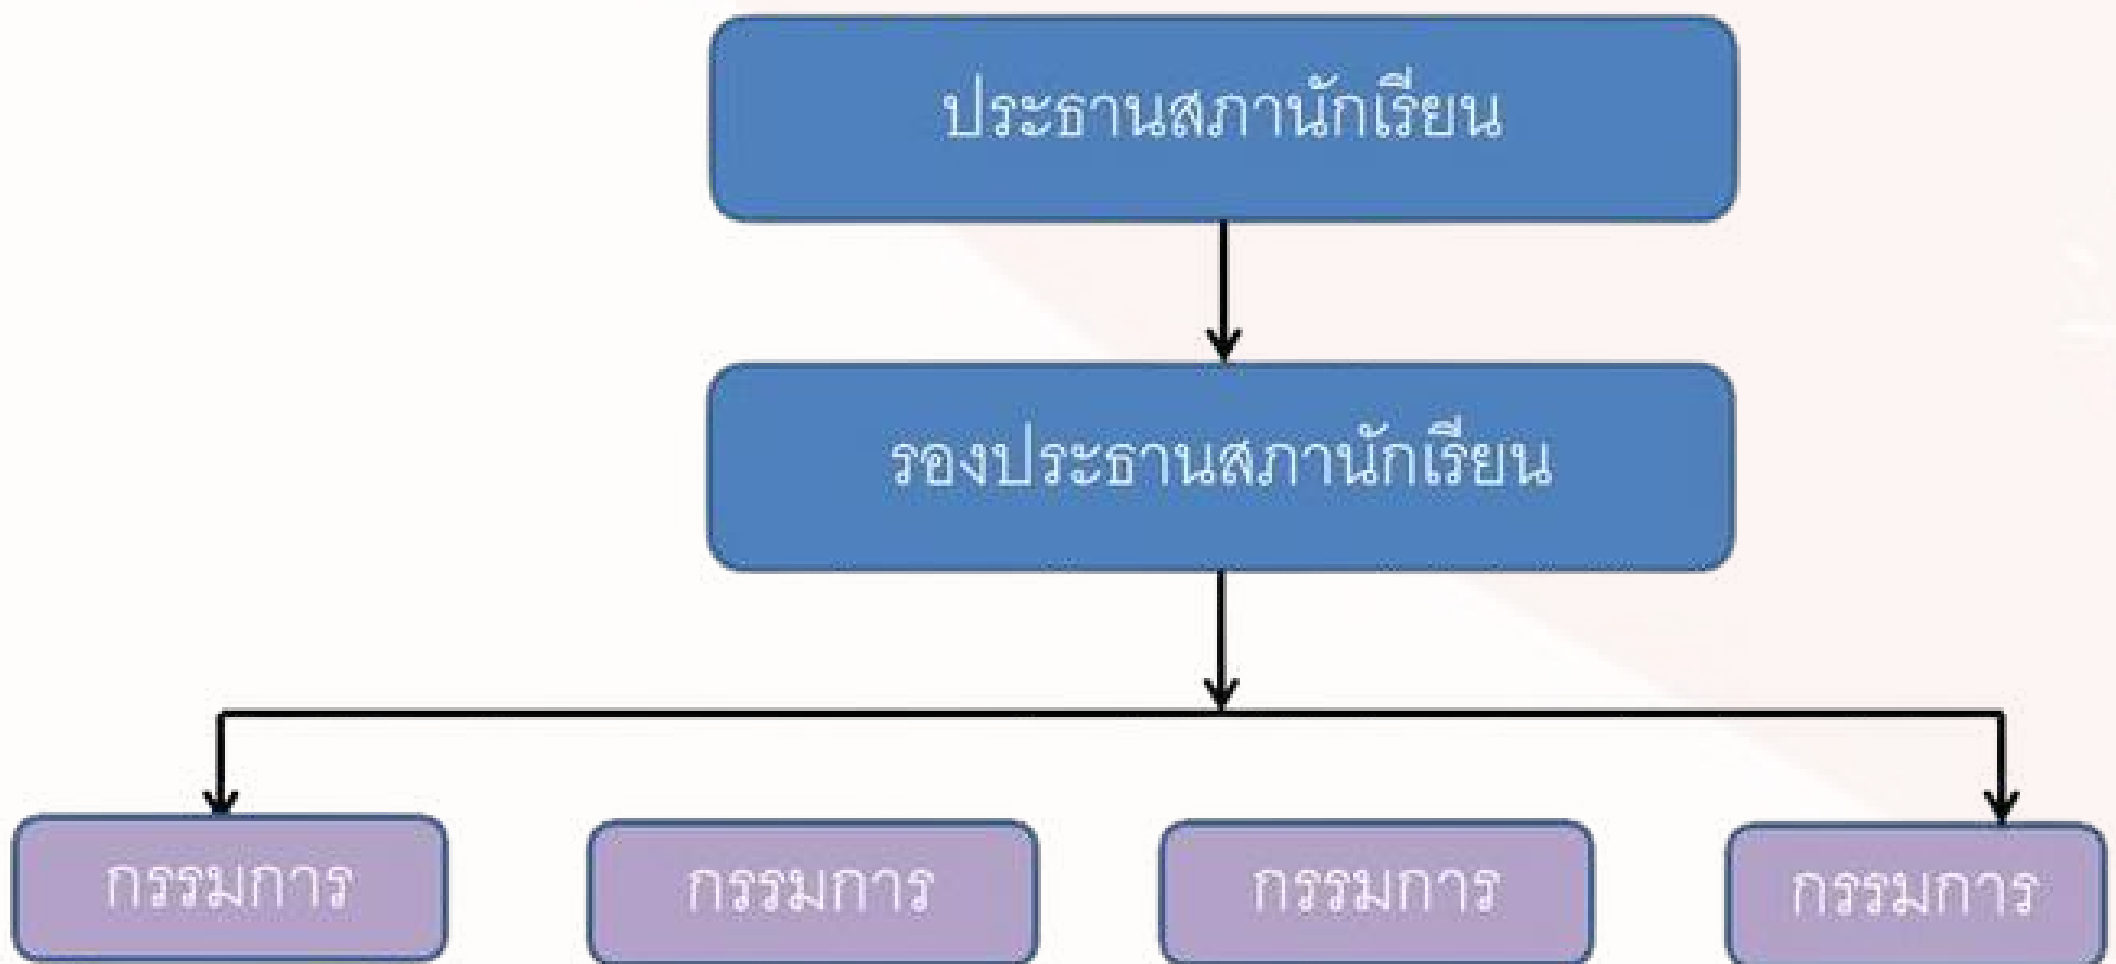 ประธานสภานักเรียน
รองประธานสภานักเรียน
กรรมการ กรรมการ กรรมการ กรรมการ